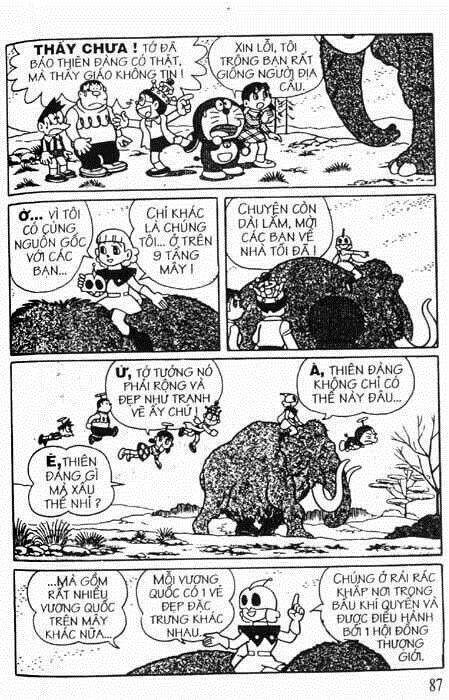 THẤY CHƯA ! TỚ ĐÃ
BẢO THIÊN ĐÀNG CÓ THẬT,
MÀ THẦY GIÁO KHÔNG TIN !
XIN LỖI, TÔI
TRÔNG BẠN RẤT
GIỐNG NGƯỜI ĐỊA
CẦU.
Ờ... VÌ TÔI
CÓ CÙNG
NGUỒN GỐC
VỚI CÁC
BẠN...
CHỈ KHÁC
LÀ CHÚNG
TÔI... Ở TRÊN
9 TẦNG
MÂY !
CHUYỆN CÒN
DÀI LẮM, MỜI
CÁC BẠN VỀ
NHÀ TÔI ĐÃ !
Ừ, TỚ TƯỞNG NÓ
PHẢI RỘNG VÀ
ĐẸP NHƯ TRANH
VẼ ẤY CHỨ !
À, THIÊN ĐÀNG
KHÔNG CHỈ CÓ
THẾ NÀY ĐÂU...
Ê, THIÊN
ĐÀNG GÌ
MÀ XẤU
THẾ NHỈ ?
...MÀ GỒM
RẤT NHIỀU
VƯƠNG QUỐC
TRÊN MÂY
KHÁC NỮA...
MỖI VƯƠNG
QUỐC CÓ 1 VẺ
ĐẸP ĐẶC
TRƯNG KHÁC
NHAU.
CHÚNG Ở RẢI RÁC
KHẮP NƠI TRONG
BẦU KHÍ QUYỂN VÀ
ĐƯỢC ĐIỀU HÀNH
BỞI 1 HỘI ĐỒNG
THƯỢNG
GIỚI.
87